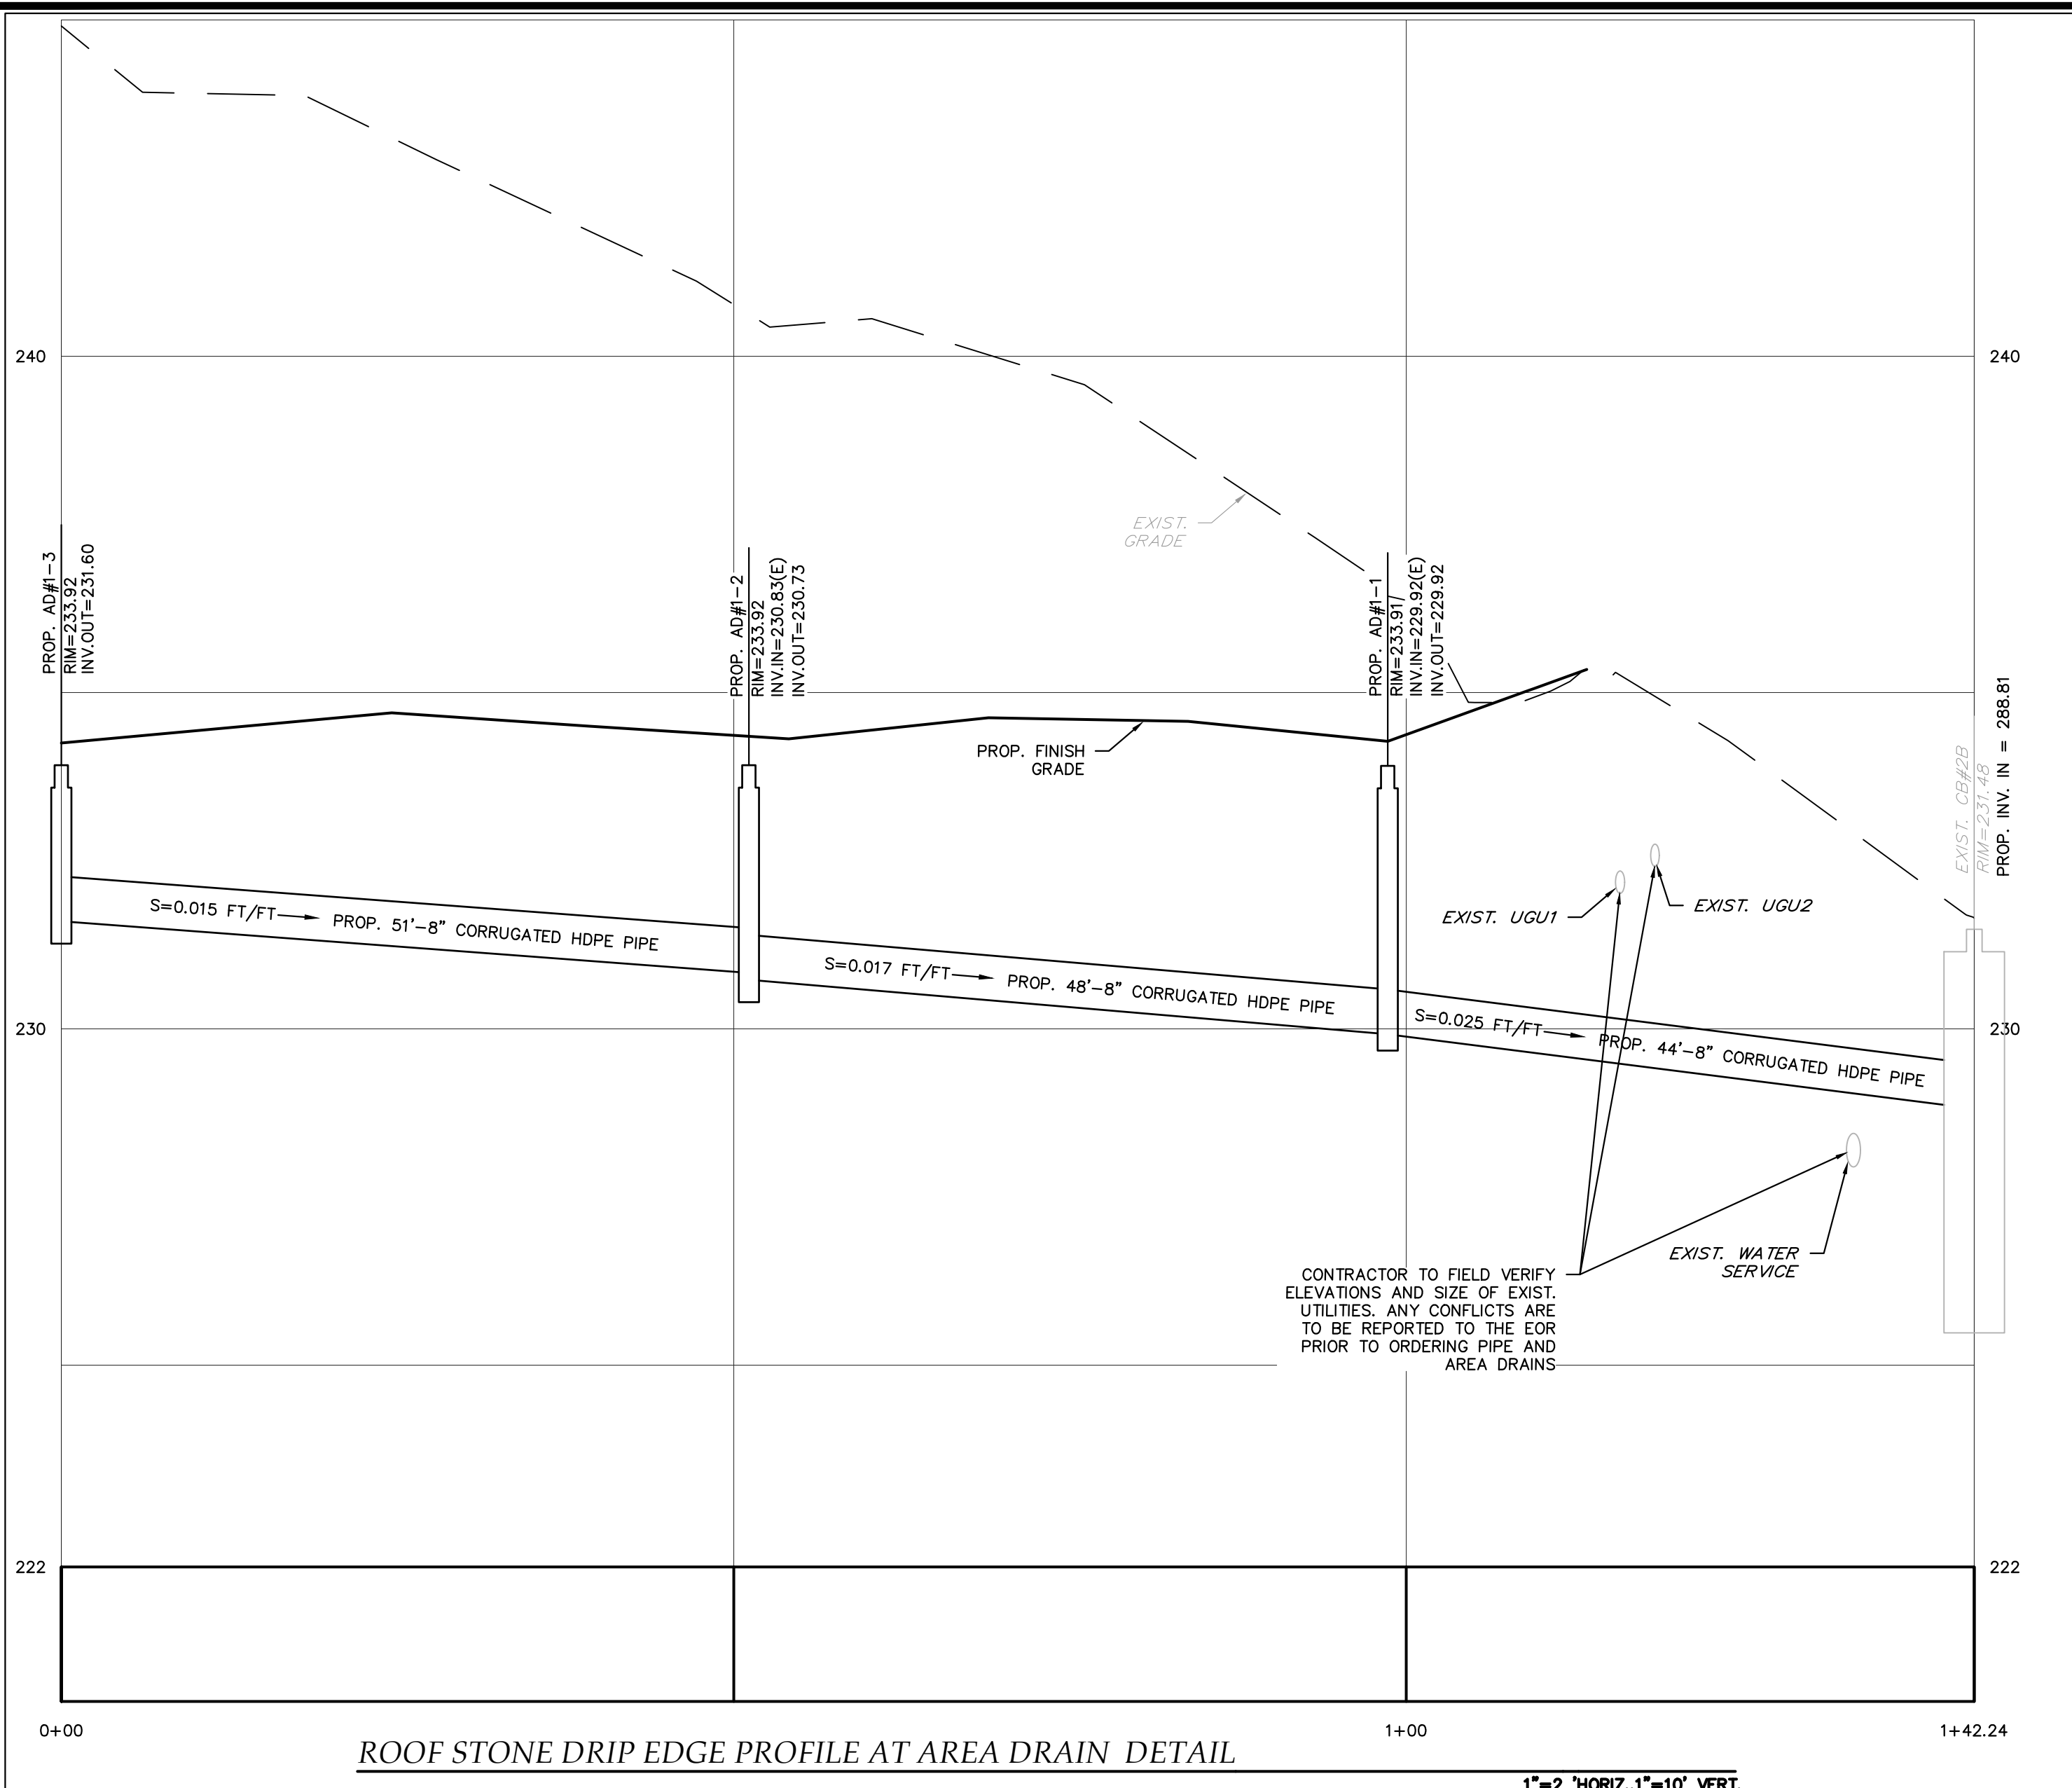 240
240
EXIST.
GRADE
PROP. AD#1-3
RIM=233.92
INV.OUT=231.60
PROP. AD#1-2
RIM=233.92
INV.IN=230.83(E)
INV.OUT=230.73
PROP. AD#1-1
RIM=233.91
INV.IN=229.92(E)
INV.OUT=229.92
PROP. FINISH
GRADE
EXIST. CB#2B
RIM=231.48
PROP. INV. IN = 288.81
S=0.015 FT/FT
PROP. 51'-8" CORRUGATED HDPE PIPE
S=0.017 FT/FT
PROP. 48'-8" CORRUGATED HDPE PIPE
S=0.025 FT/FT
PROP. 44'-8" CORRUGATED HDPE PIPE
EXIST. UGU1
EXIST. UGU2
230
230
EXIST. WATER
SERVICE
CONTRACTOR TO FIELD VERIFY
ELEVATIONS AND SIZE OF EXIST.
UTILITIES. ANY CONFLICTS ARE
TO BE REPORTED TO THE EOR
PRIOR TO ORDERING PIPE AND
AREA DRAINS
222
222
0+00
1+00
1+42.24
ROOF STONE DRIP EDGE PROFILE AT AREA DRAIN DETAIL
1"=2 'HORIZ.,1"=10' VERT.